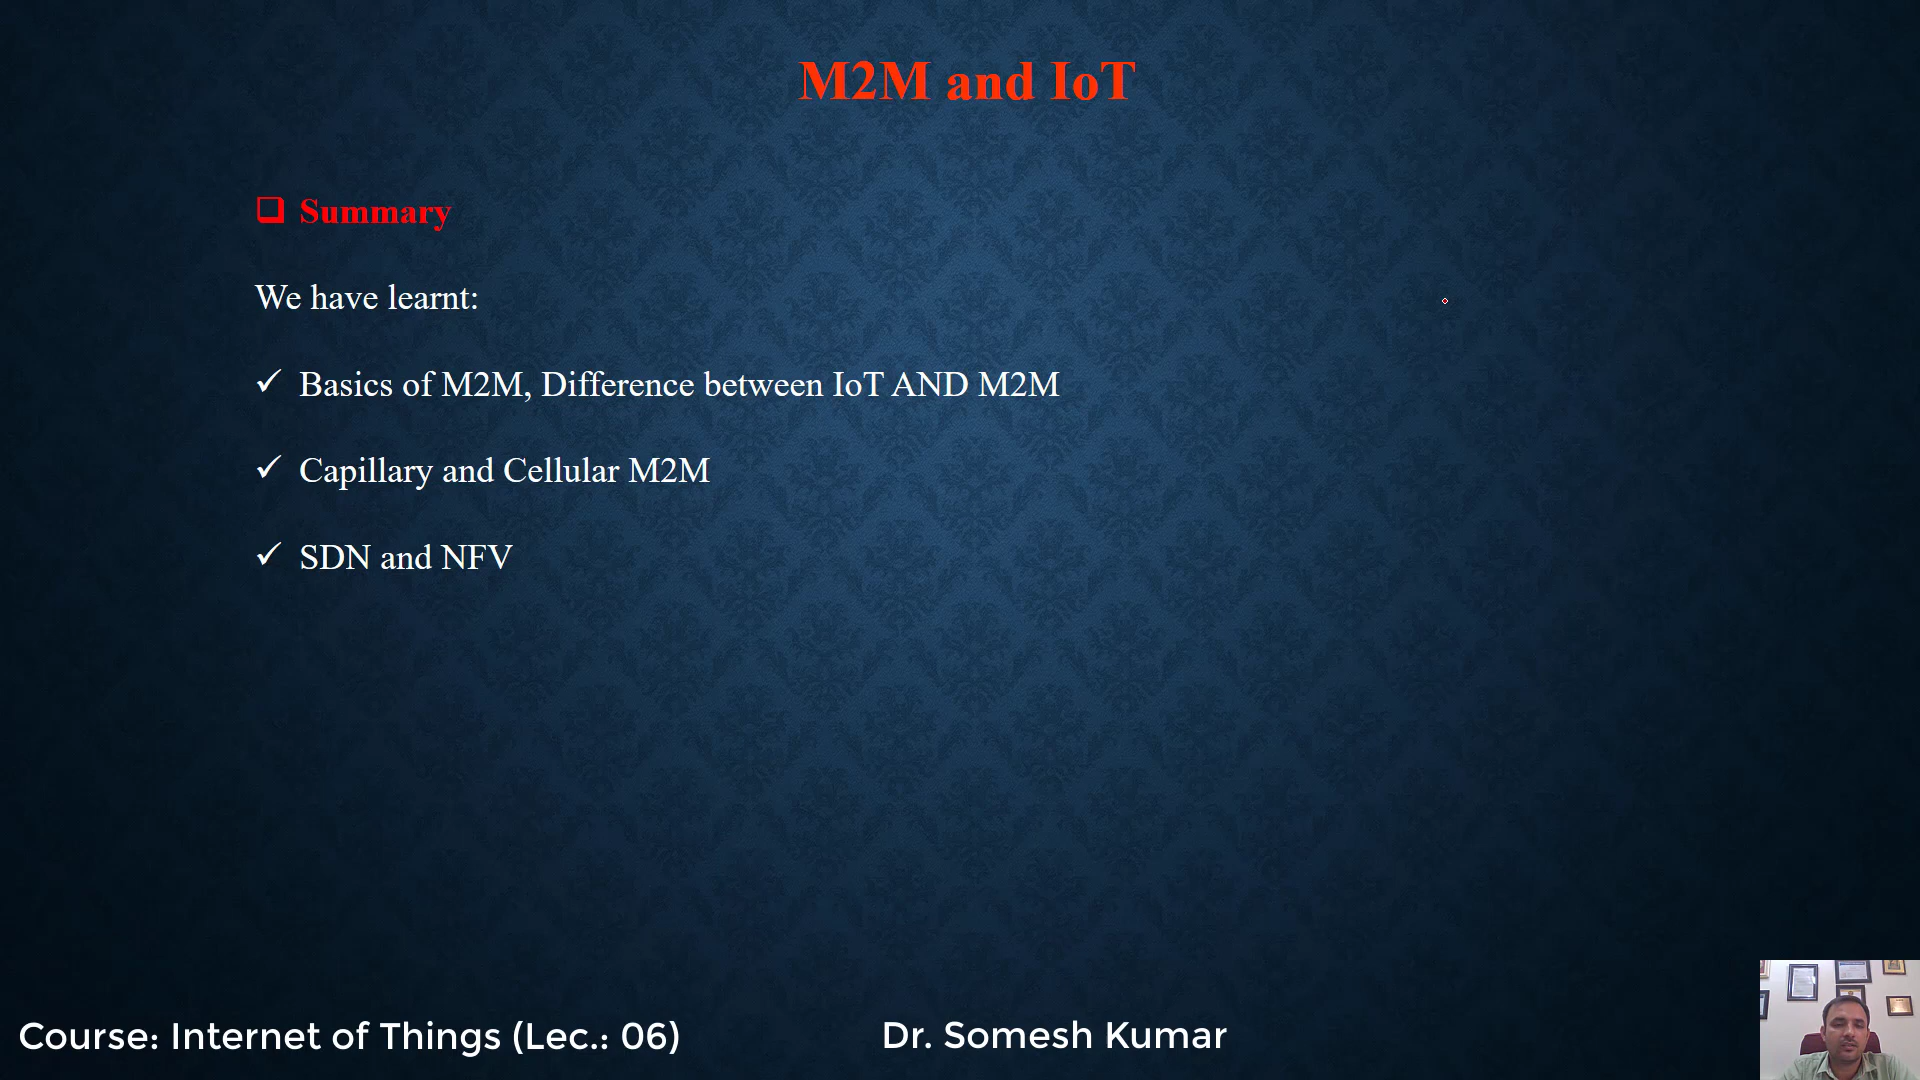 M2M and IoT
❑ Summary
We have learnt:
✓ Basics of M2M, Difference between IoT AND M2M
✓ Capillary and Cellular M2M
✓ SDN and NFV
Course: Internet of Things (Lec.: 06)
Dr. Somesh Kumar